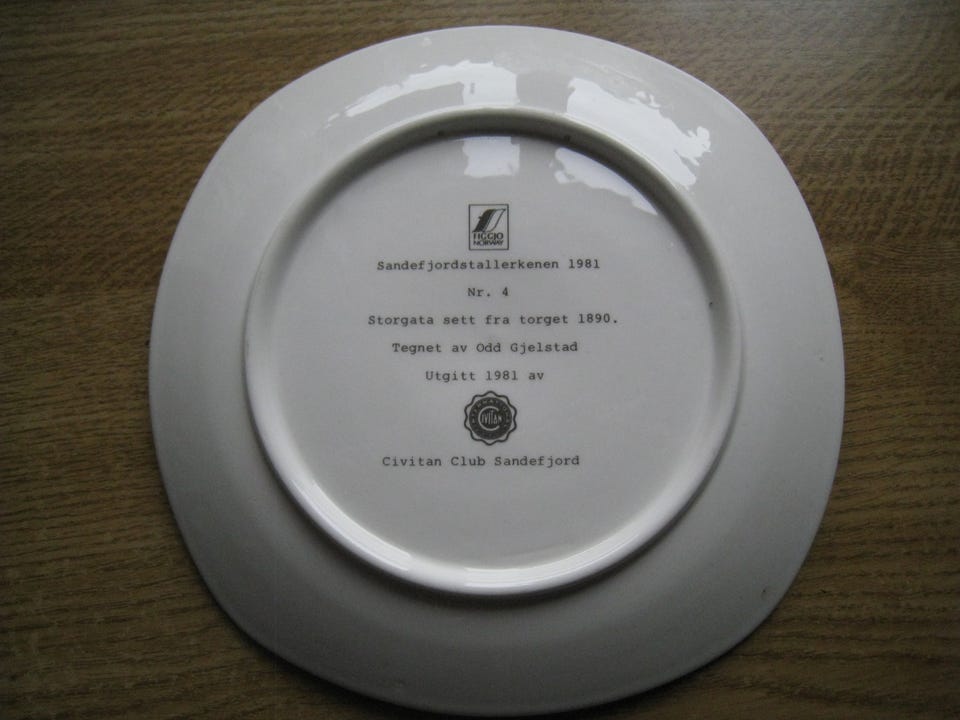 FIGGJO
NORWAY
Sandefjordstallerkenen 1981
Nr. 4
Storgata sett fra torget 1890.
Tegnet av Odd Gjelstad
Utgitt 1981 av
CIVITAN
Civitan Club Sandefjord